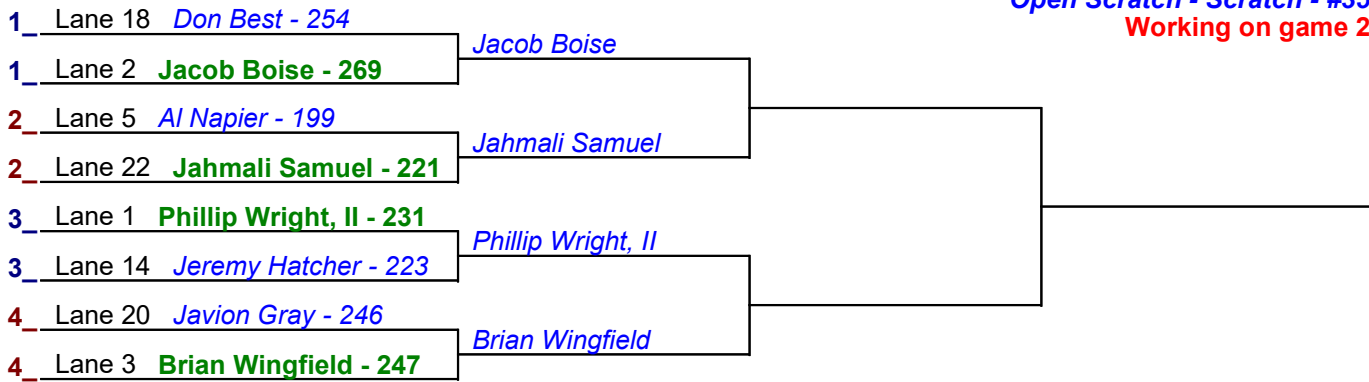 Open Scratch - Scratch - #35
Working on game 2
1_ Lane 18 Don Best - 254
Jacob Boise
1_ Lane 2 Jacob Boise - 269
2_ Lane 5 Al Napier - 199
Jahmali Samuel
2_ Lane 22 Jahmali Samuel - 221
3_ Lane 1 Phillip Wright, II - 231
Phillip Wright, II
3_ Lane 14 Jeremy Hatcher - 223
4_ Lane 20 Javion Gray - 246
Brian Wingfield
4_ Lane 3 Brian Wingfield - 247